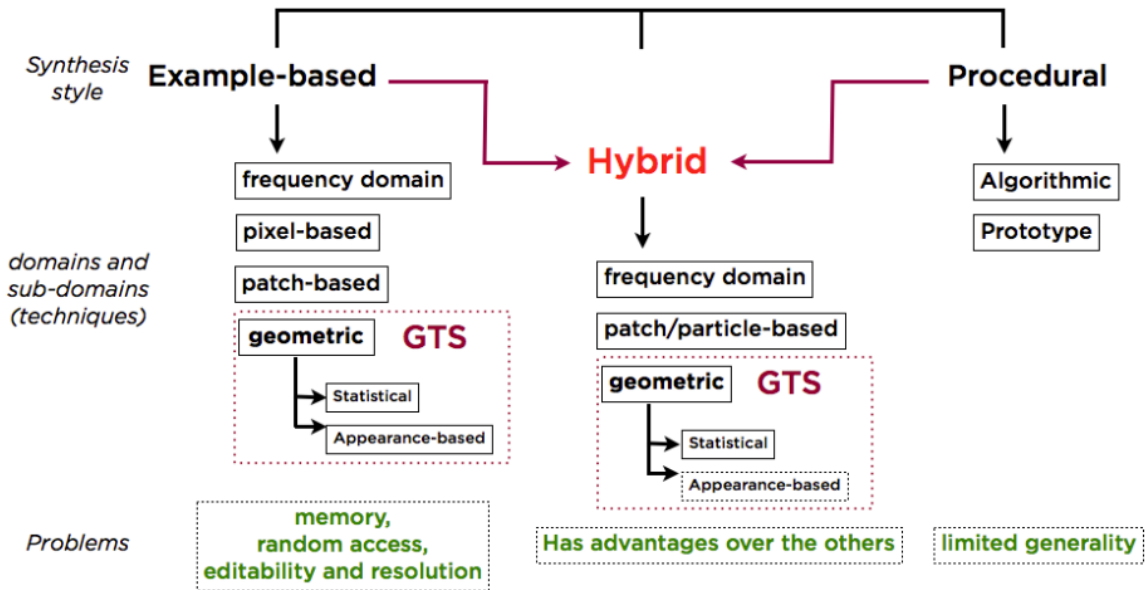 Synthesis
style
Example-based
Procedural
Hybrid
domains and
sub-domains
(techniques)
frequency domain
pixel-based
patch-based
geometric
GTS
Statistical
Appearance-based
frequency domain
patch/particle-based
geometric
GTS
Statistical
Appearance-based
Algorithmic
Prototype
Problems
memory,
random access,
editability and resolution
Has advantages over the others
limited generality